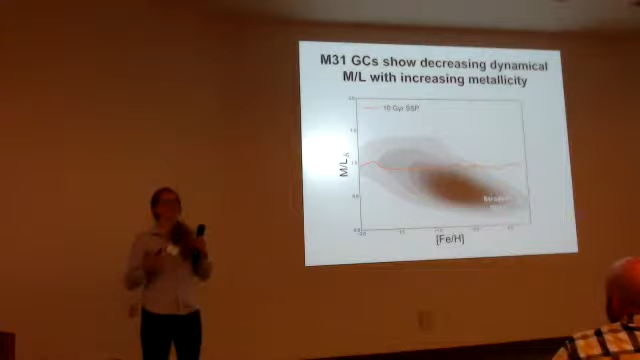 M31 GCs show decreasing dynamical
M/L with increasing metallicity
10 Gyr SSP
M/L
[Fe/H]